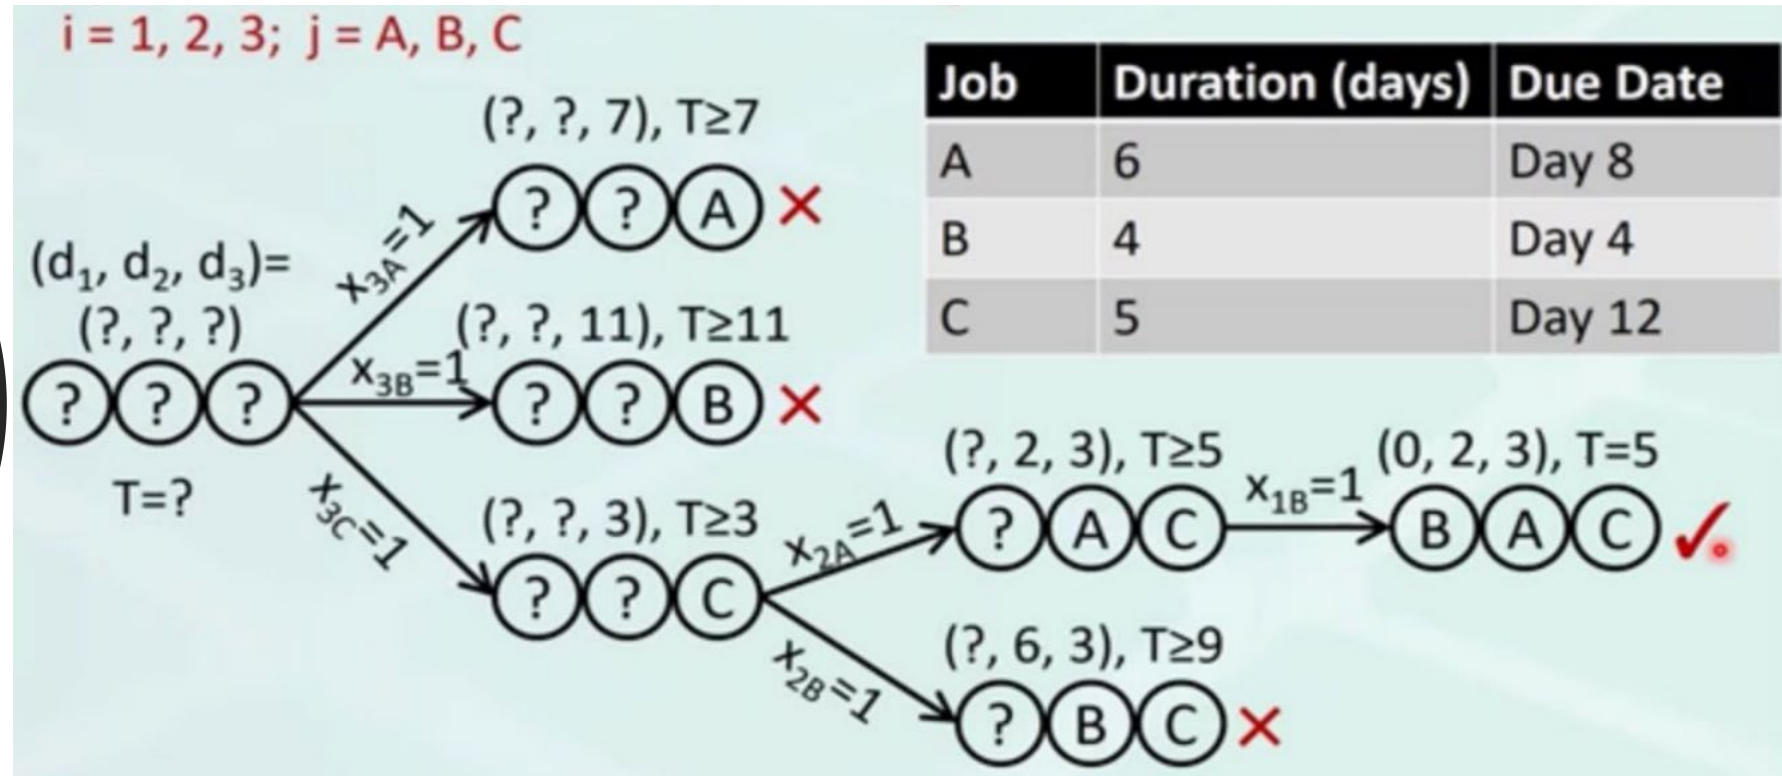 i = 1, 2, 3; j = A, B, C
Job Duration (days) Due Date
A 6 Day 8
B 4 Day 4
C 5 Day 12
(d₁, d₂, d₃)=
(?, ?, ?)
? ? ?
T=?
x₃A=1
(?, ?, 7), T≥7
? ? A ×
x₃B=1
(?, ?, 11), T≥11
? ? B ×
x₃C=1
(?, ?, 3), T≥3
? ? C
x₂A=1
(?, 2, 3), T≥5
? A C
x₁B=1
(0, 2, 3), T=5
B A C ✓
x₂B=1
(?, 6, 3), T≥9
? B C ×